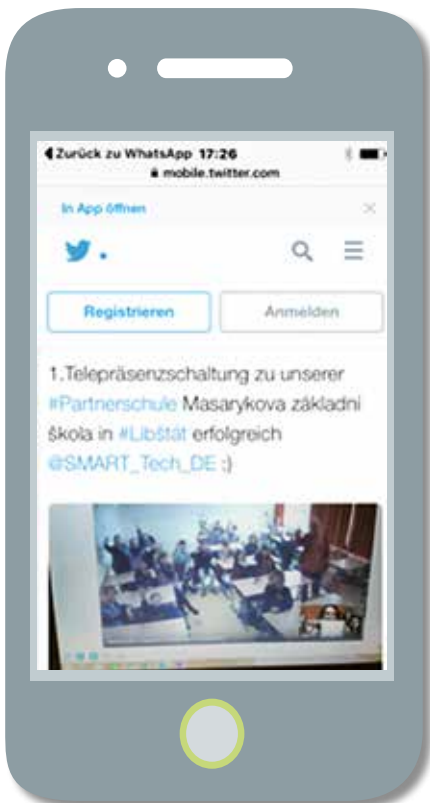 Zurück zu WhatsApp 17:26
mobile.twitter.com
In App öffnen
Registrieren
Anmelden
1.Telepräsenzschaltung zu unserer
#Partnerschule Masarykova základní
škola in #Libštát erfolgreich
@SMART_Tech_DE :)